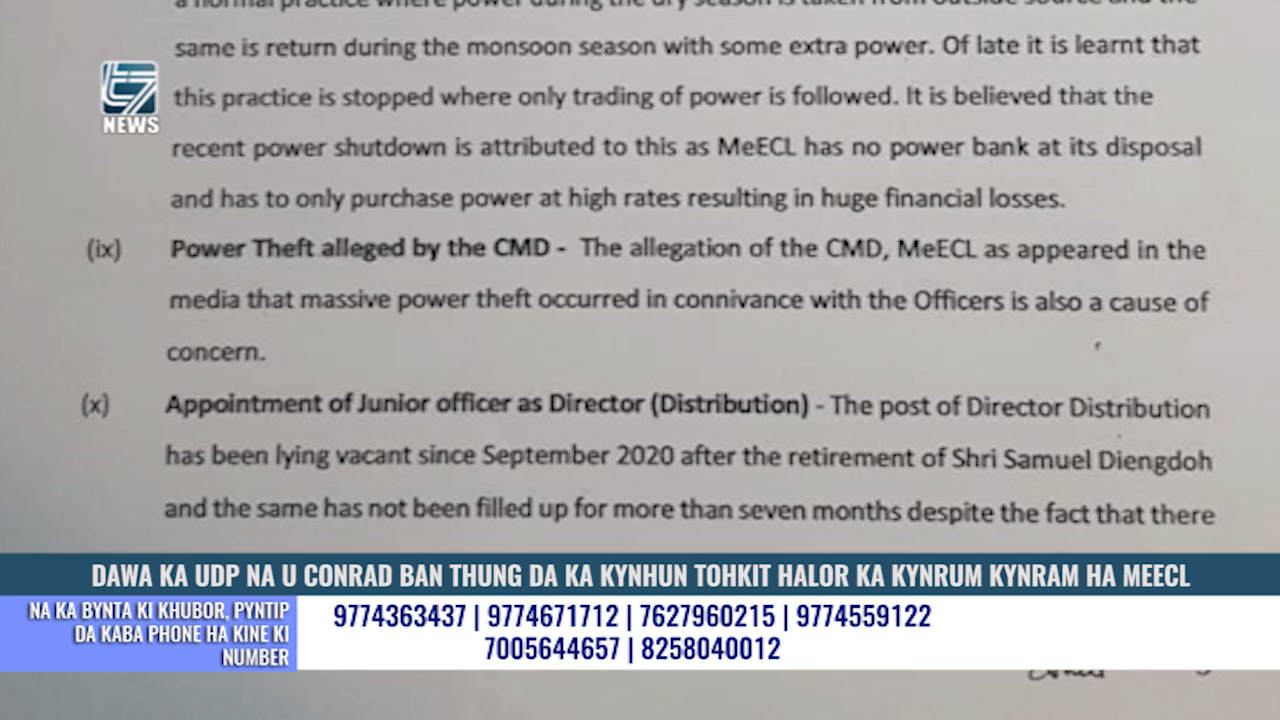 a normal practice where power during the dry season is taken from outside source and the
same is return during the monsoon season with some extra power. Of late it is learnt that
this practice is stopped where only trading of power is followed. It is believed that the
recent power shutdown is attributed to this as MeECL has no power bank at its disposal
and has to only purchase power at high rates resulting in huge financial losses.
(ix) Power Theft alleged by the CMD - The allegation of the CMD, MeECL as appeared in the
media that massive power theft occurred in connivance with the Officers is also a cause of
concern.
(x) Appointment of Junior officer as Director (Distribution) - The post of Director Distribution
has been lying vacant since September 2020 after the retirement of Shri Samuel Diengdoh
and the same has not been filled up for more than seven months despite the fact that there
T7
NEWS
DAWA KA UDP NA U CONRAD BAN THUNG DA KA KYNHUN TOHKIT HALOR KA KYNRUM KYNRAM HA MEECL
NA KA BYNTA KI KHUBOR, PYNTIP
DA KABA PHONE HA KINE KI
NUMBER
9774363437 | 9774671712 | 7627960215 | 9774559122
7005644657 | 8258040012